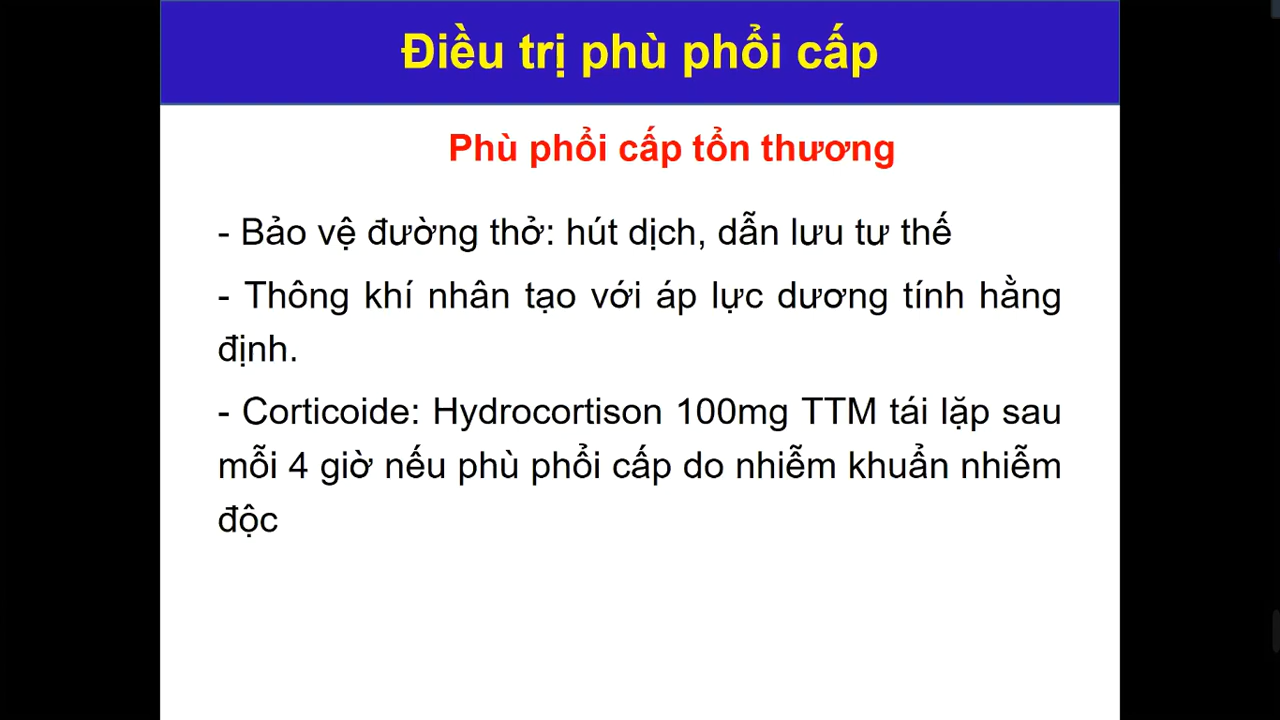 Điều trị phù phổi cấp
Phù phổi cấp tổn thương
- Bảo vệ đường thở: hút dịch, dẫn lưu tư thế
- Thông khí nhân tạo với áp lực dương tính hằng
định.
- Corticoide: Hydrocortison 100mg TTM tái lặp sau
mỗi 4 giờ nếu phù phổi cấp do nhiễm khuẩn nhiễm
độc